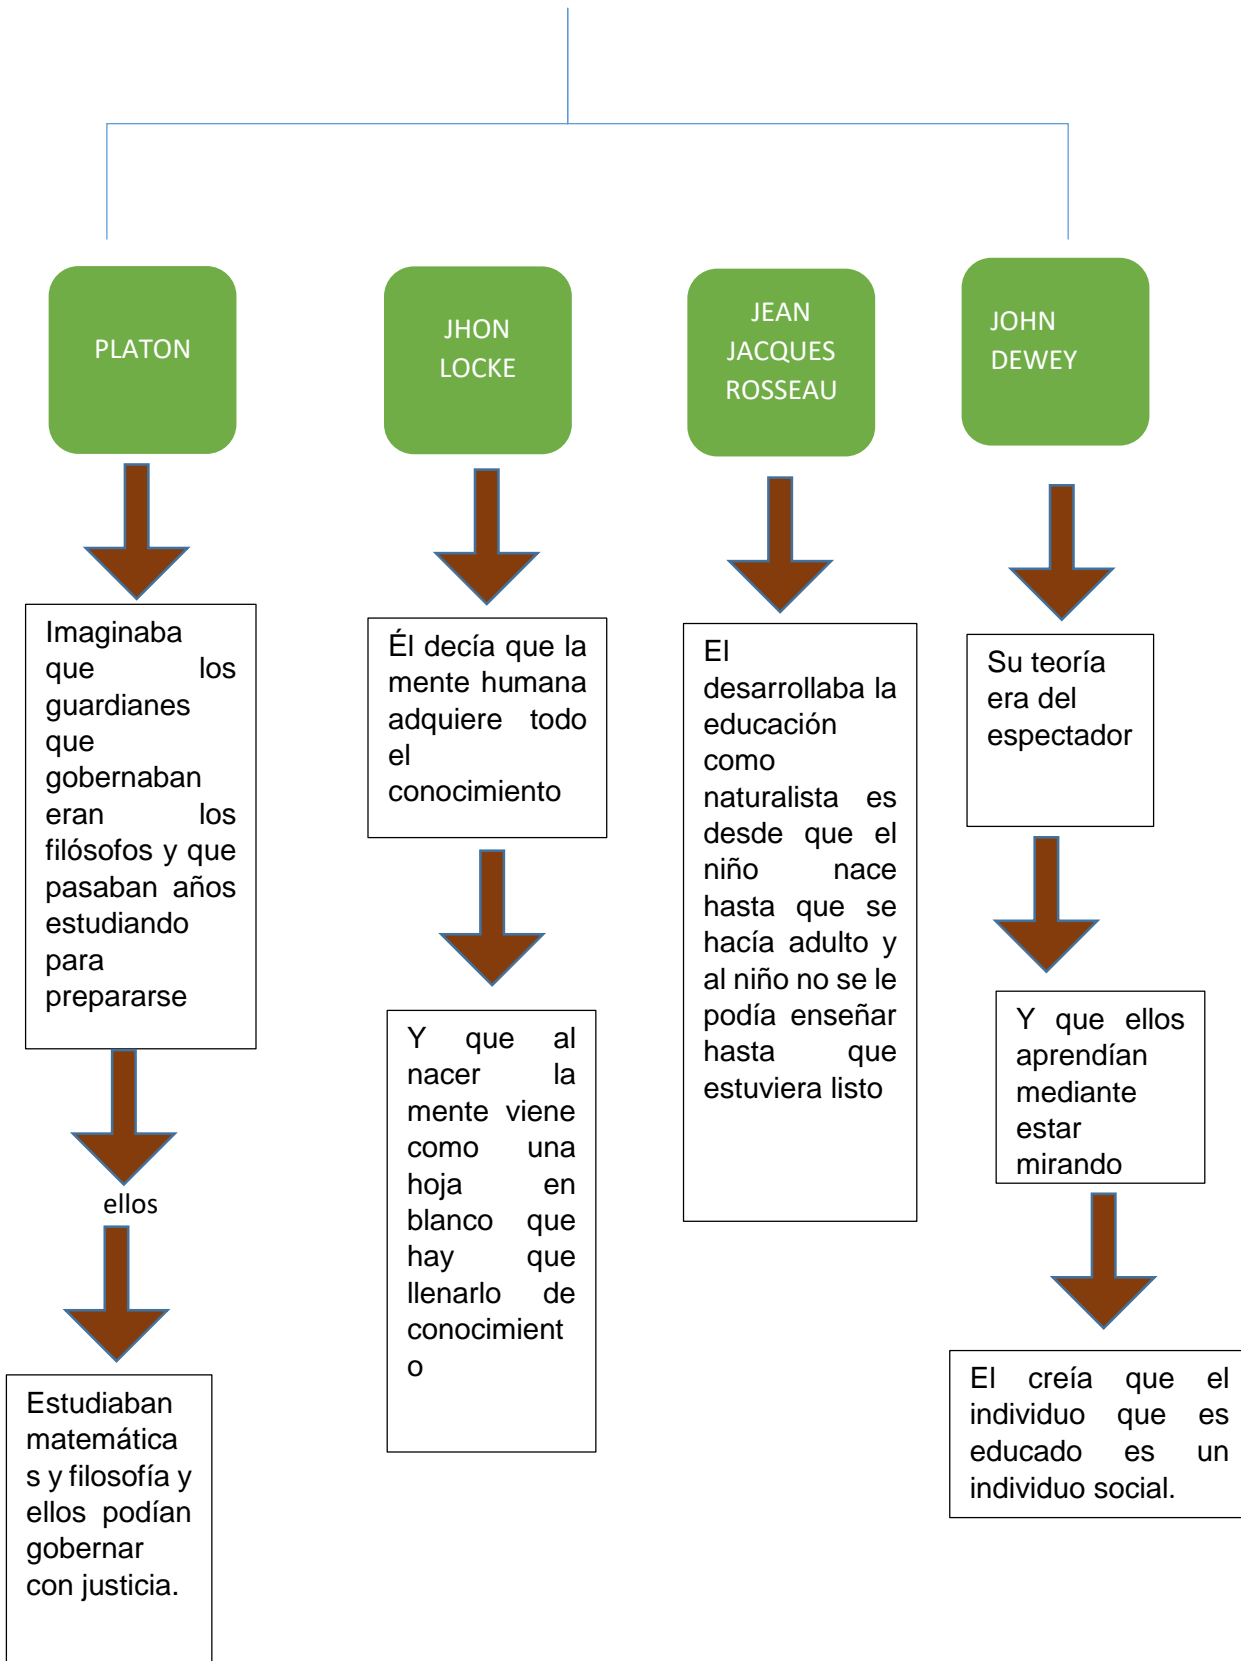 PLATON
Imaginaba
que los
guardianes
que
gobernaban
eran los
filósofos y que
pasaban años
estudiando
para
prepararse
ellos
Estudiaban
matemática
s y filosofía y
ellos podían
gobernar
con justicia.
JHON
LOCKE
Él decía que la
mente humana
adquiere todo
el
conocimiento
Y que al
nacer la
mente viene
como una
hoja en
blanco que
hay que
llenarlo de
conocimient
o
JEAN
JACQUES
ROSSEAU
El
desarrollaba la
educación
como
naturalista es
desde que el
niño nace
hasta que se
hacía adulto y
al niño no se le
podía enseñar
hasta que
estuviera listo
JOHN
DEWEY
Su teoría
era del
espectador
Y que ellos
aprendían
mediante
estar
mirando
El creía que el
individuo que es
educado es un
individuo social.